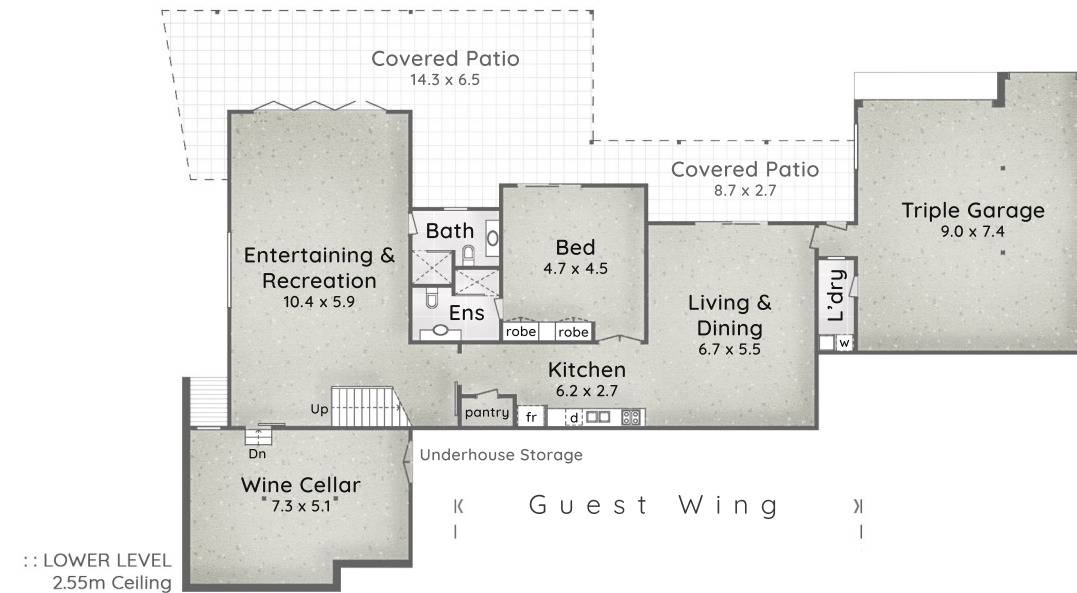 Covered Patio
14.3 x 6.5
Covered Patio
8.7 x 2.7
Triple Garage
9.0 x 7.4
Bath
Bed
4.7 x 4.5
Entertaining &
Recreation
10.4 x 5.9
Ens
robe
robe
Living &
Dining
6.7 x 5.5
L'dry
w
Kitchen
6.2 x 2.7
Up
pantry
fr
d
Dn
Underhouse Storage
Wine Cellar
7.3 x 5.1
Guest Wing
:: LOWER LEVEL
2.55m Ceiling